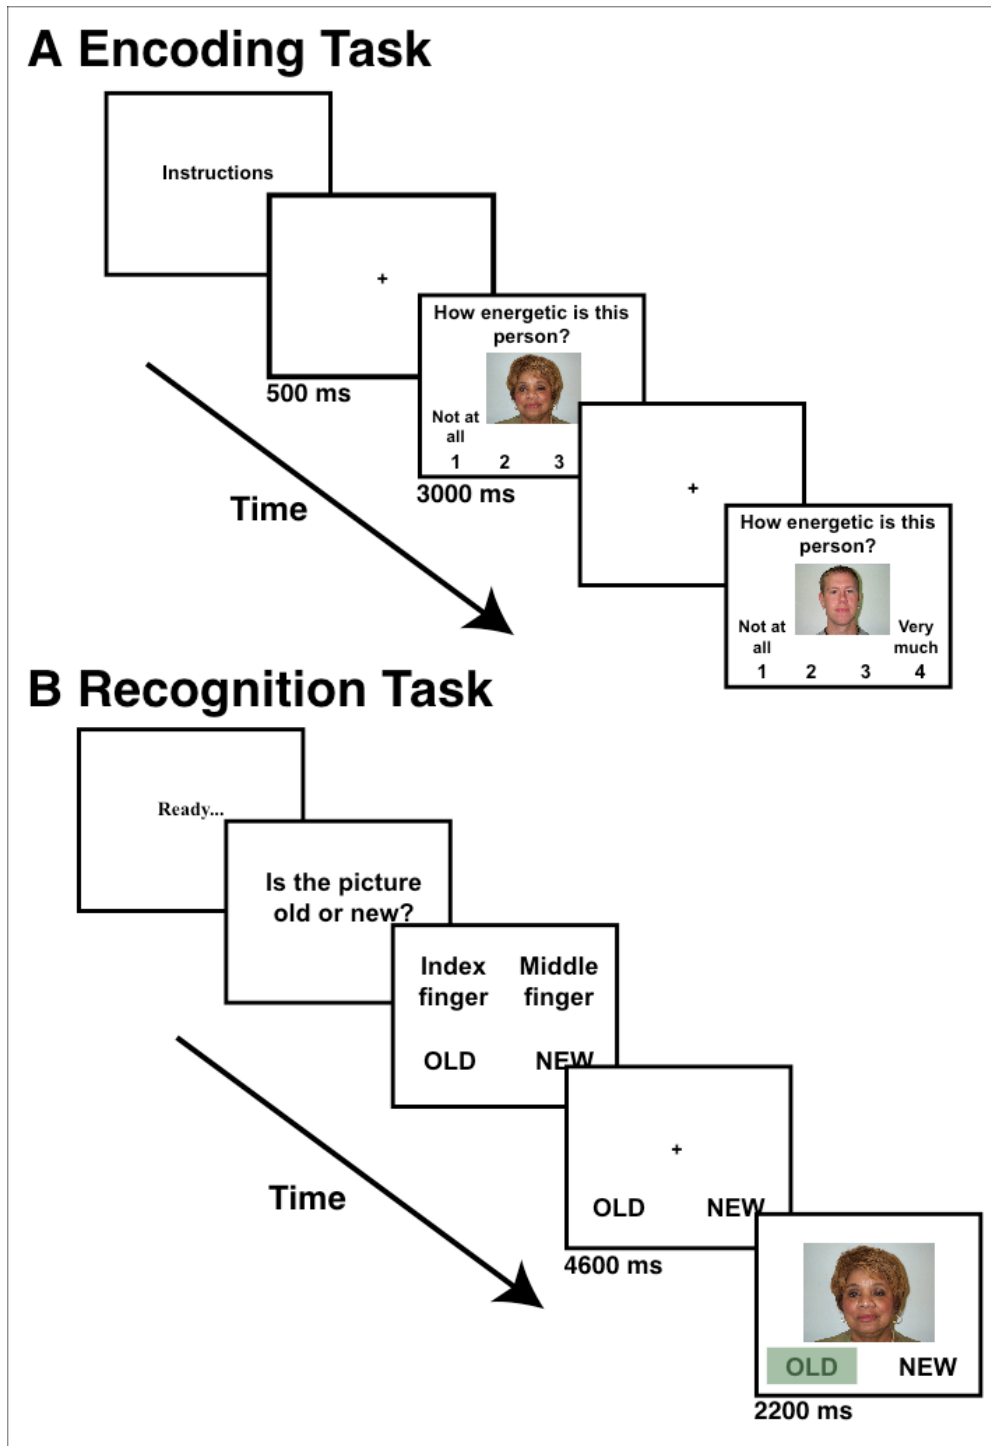 A Encoding Task
Instructions
+
500 ms
How energetic is this
person?
Not at
all
1 2 3
3000 ms
+
How energetic is this
person?
Not at
all
Very
much
1 2 3 4
Time
B Recognition Task
Ready...
Is the picture
old or new?
Index Middle
finger finger
OLD NEW
+
OLD NEW
4600 ms
OLD NEW
2200 ms
Time